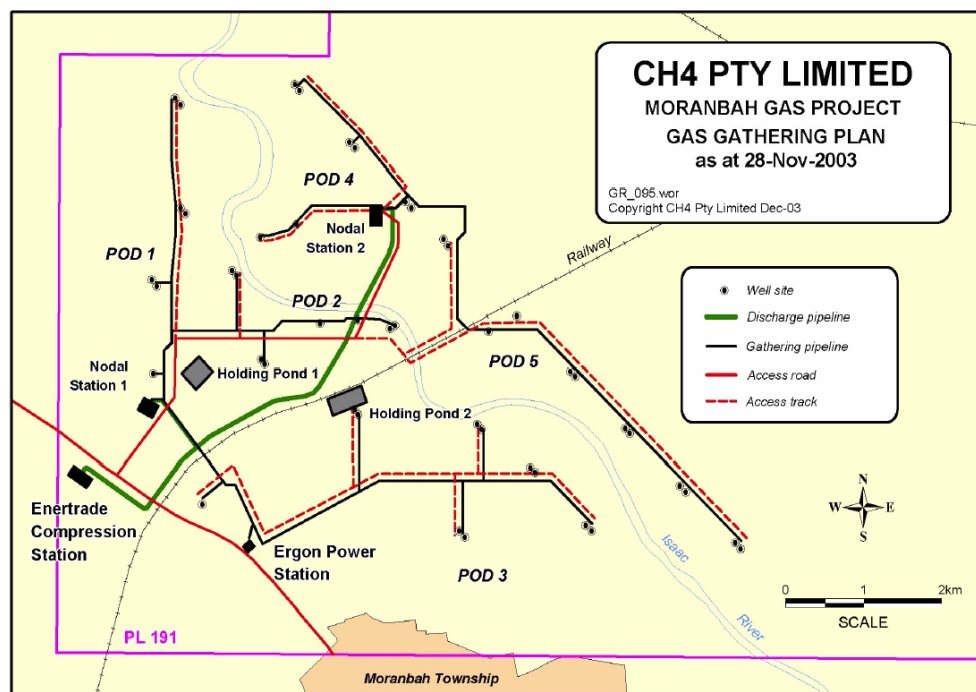 CH4 PTY LIMITED
MORANBAH GAS PROJECT
GAS GATHERING PLAN
as at 28-Nov-2003
GR_095.wor
Copyright CH4 Pty Limited Dec-03
POD 4
Nodal
Station 2
POD 1
Railway
POD 2
Well site
Discharge pipeline
Gathering pipeline
Access road
Access track
POD 5
Nodal
Station 1
Holding Pond 1
Holding Pond 2
Enertrade
Compression
Station
Ergon Power
Station
POD 3
Isaac
River
N
W
E
S
0
1
2km
SCALE
PL 191
Moranbah Township